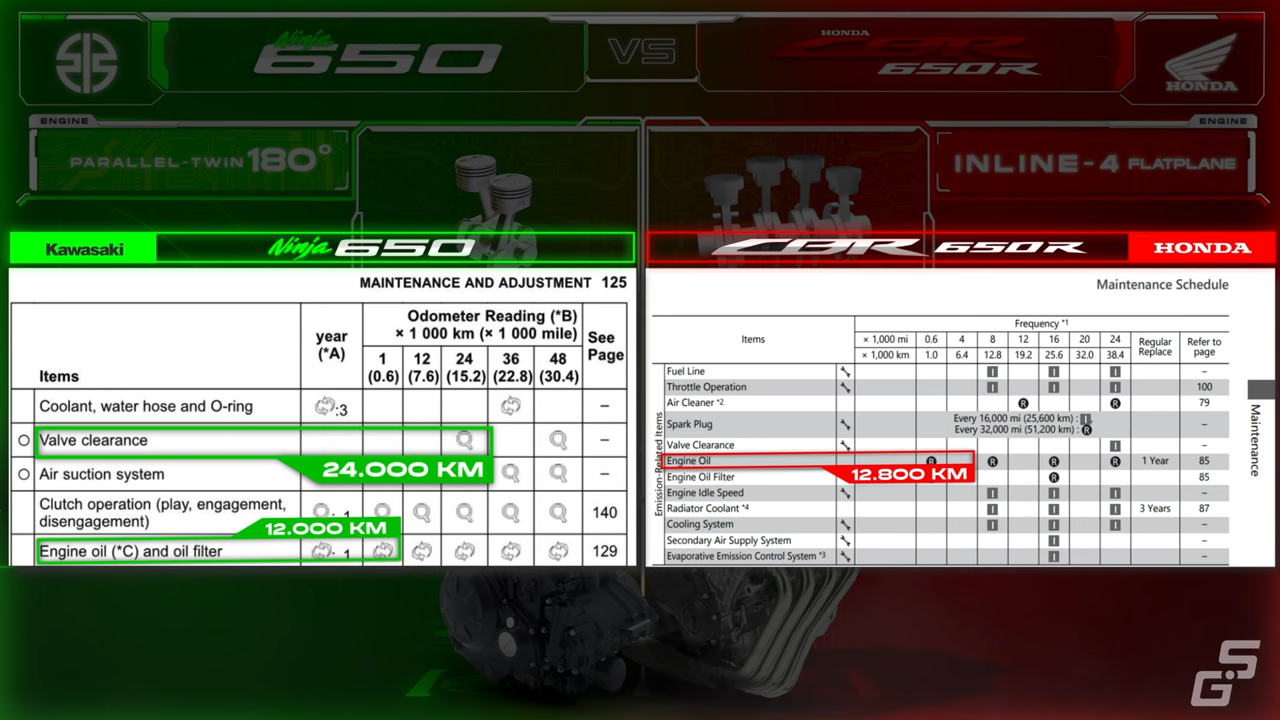 Ninja
650
VS
HONDA
CBR
650R
HONDA
ENGINE
PARALLEL-TWIN 180°
ENGINE
INLINE-4 FLATPLANE
Kawasaki
Ninja 650
CBR 650R
HONDA
MAINTENANCE AND ADJUSTMENT 125
Items
year
(*A)
Odometer Reading (*B)
× 1 000 km (× 1 000 mile)
See
Page
1 12 24 36 48
(0.6) (7.6) (15.2) (22.8) (30.4)
Coolant, water hose and O-ring :3 –
Valve clearance –
24.000 KM
Air suction system –
Clutch operation (play, engagement,
disengagement) : 1 140
12.000 KM
Engine oil (*C) and oil filter : 1 129
Maintenance Schedule
Items
Frequency *1
× 1,000 mi 0.6 4 8 12 16 20 24
× 1,000 km 1.0 6.4 12.8 19.2 25.6 32.0 38.4
Regular
Replace
Refer to
page
Emission-Related Items
Fuel Line I I I –
Throttle Operation I I I 100
Air Cleaner *2 R R 79
Spark Plug Every 16,000 mi (25,600 km) : I –
Every 32,000 mi (51,200 km) : R
Valve Clearance I –
Engine Oil R R R R 1 Year 85
12.800 KM
Engine Oil Filter R 85
Engine Idle Speed I I I –
Radiator Coolant *4 I I I 3 Years 87
Cooling System I I I –
Secondary Air Supply System I –
Evaporative Emission Control System *3 I –
Maintenance
GS